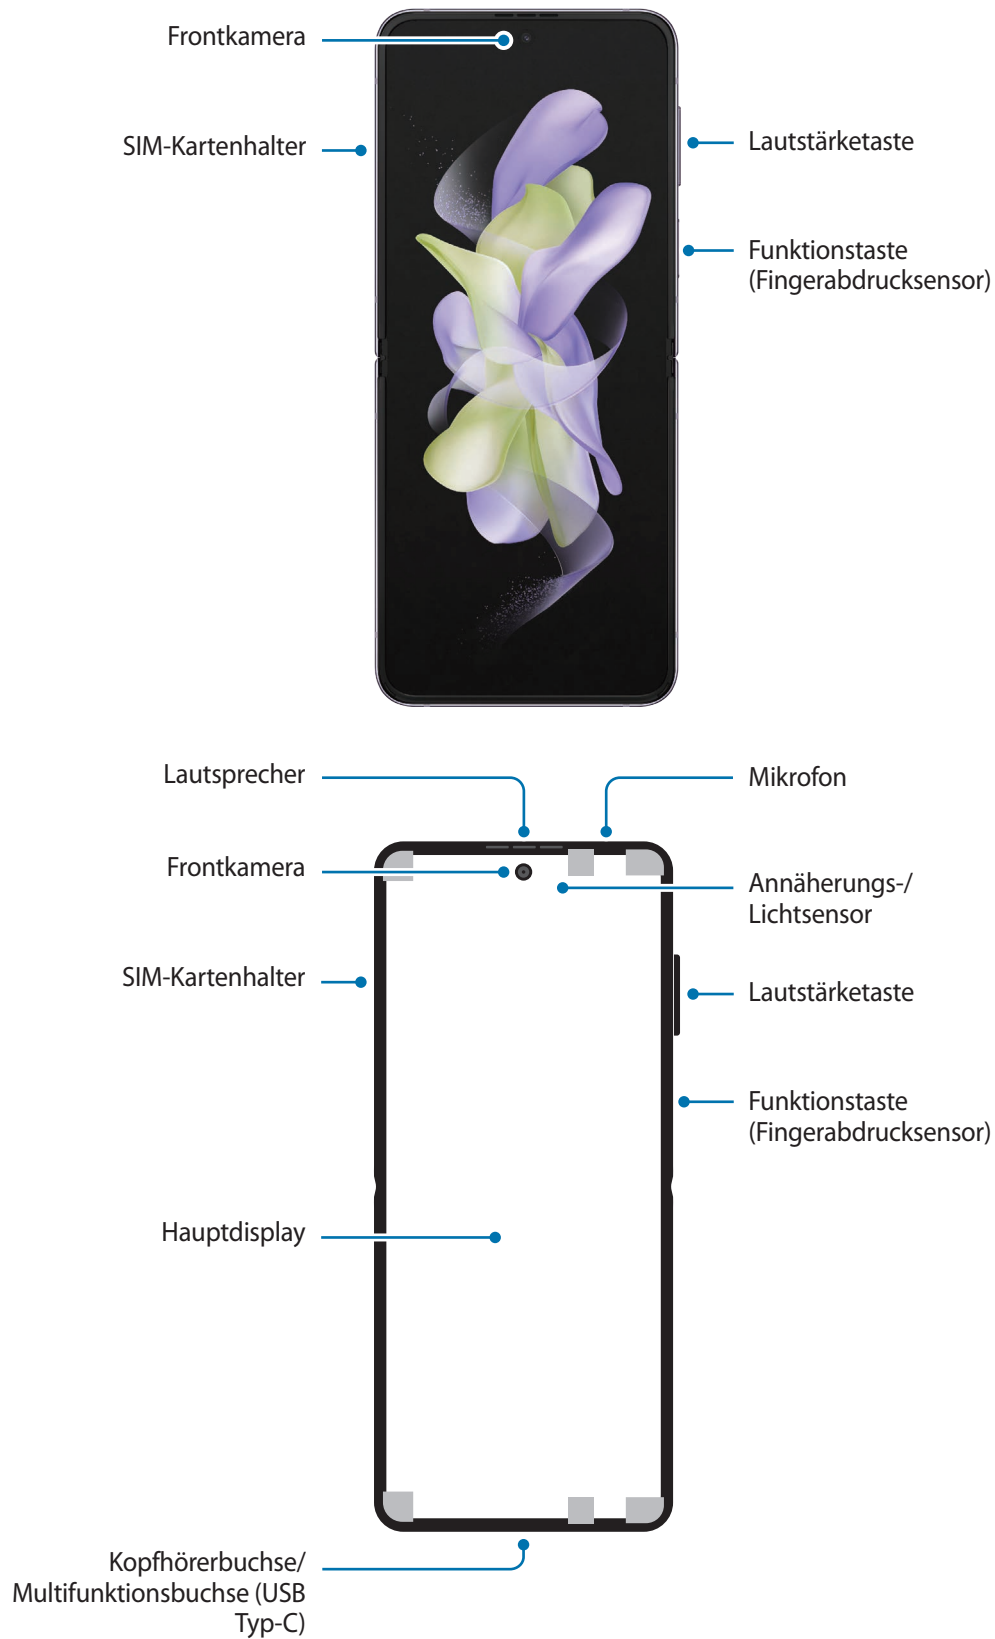 Frontkamera
SIM-Kartenhalter
Lautstärketaste
Funktionstaste
(Fingerabdrucksensor)
Lautsprecher
Mikrofon
Frontkamera
Annäherungs-/
Lichtsensor
SIM-Kartenhalter
Lautstärketaste
Funktionstaste
(Fingerabdrucksensor)
Hauptdisplay
Kopfhörerbuchse/
Multifunktionsbuchse (USB
Typ-C)